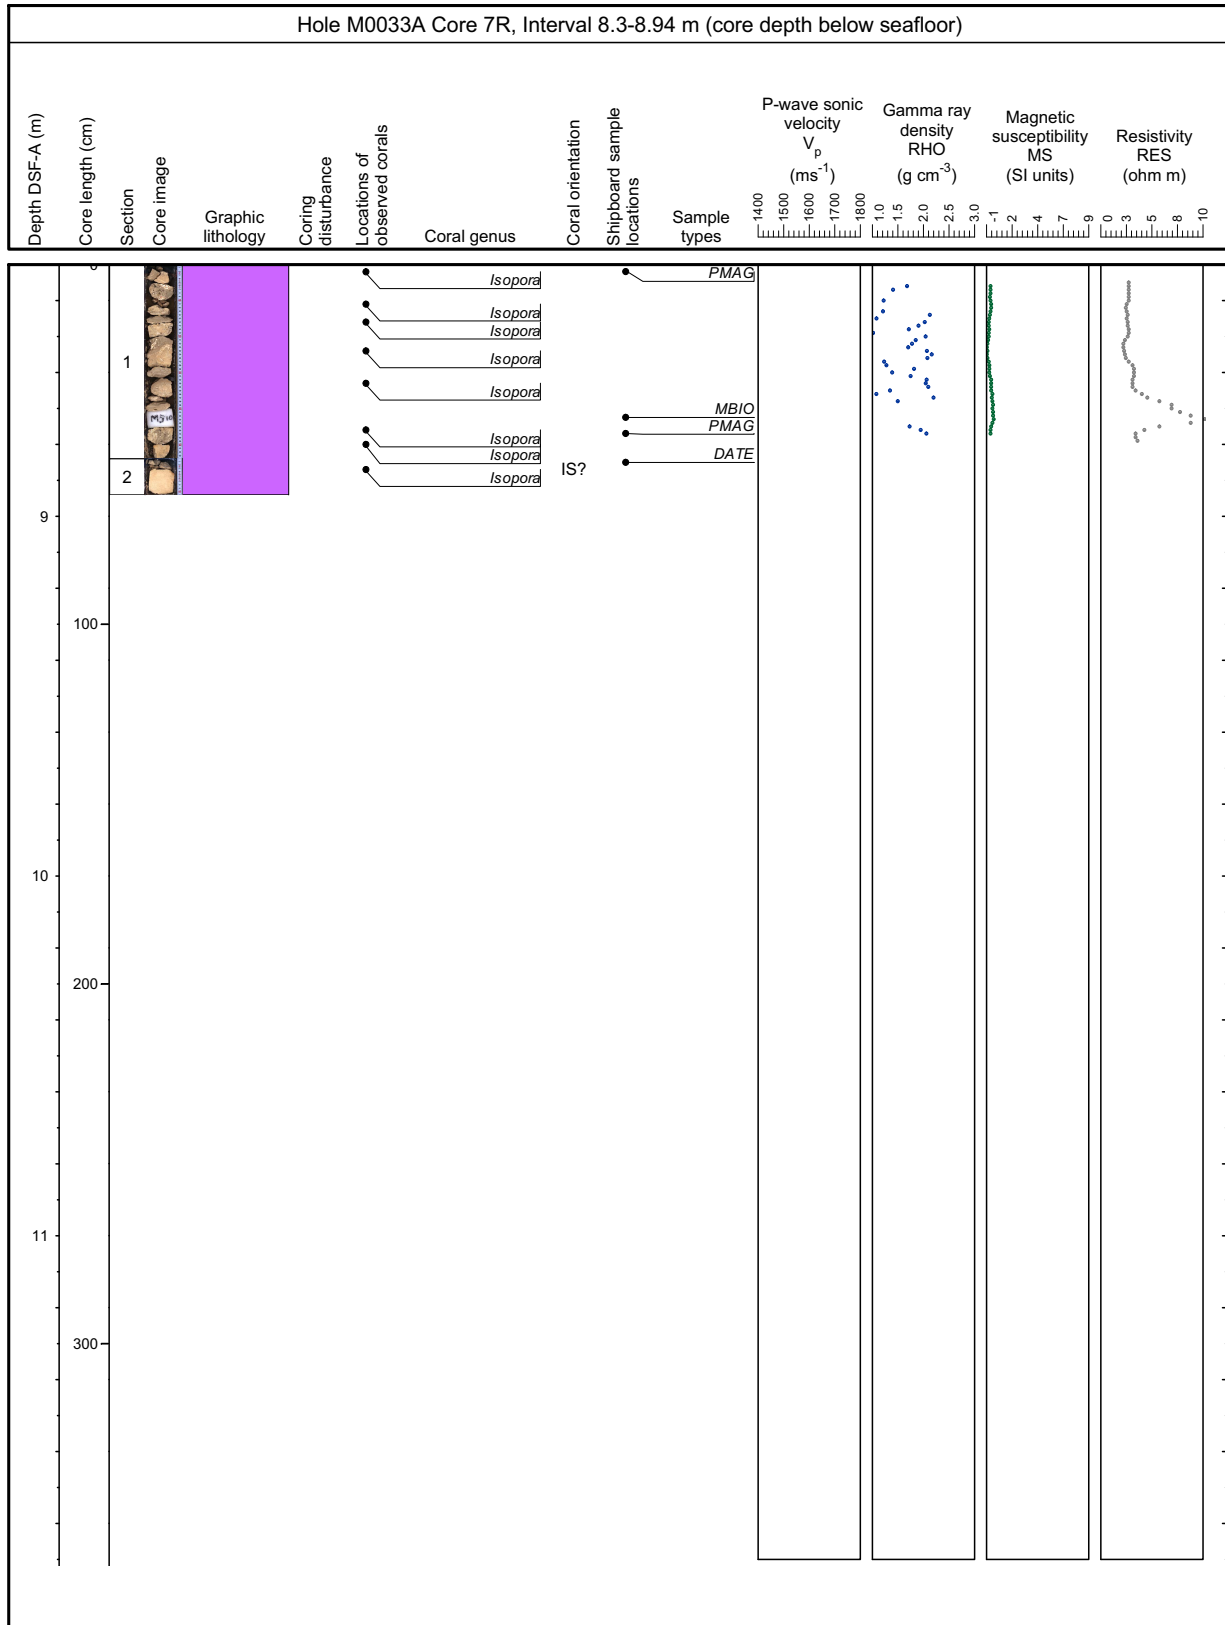 Hole M0033A Core 7R, Interval 8.3-8.94 m (core depth below seafloor)
Depth DSF-A (m)
Core length (cm)
Section
Core image
Graphic
lithology
Coring
disturbance
Locations of
observed corals
Coral genus
Coral orientation
Shipboard sample
locations
Sample
types
P-wave sonic
velocity
Vp
(ms-1)
1400 1500 1600 1700 1800
Gamma ray
density
RHO
(g cm-3)
1.0 1.5 2.0 2.5 3.0
Magnetic
susceptibility
MS
(SI units)
-1 2 4 7 9
Resistivity
RES
(ohm m)
0 3 5 8 10
0
Isopora
PMAG
Isopora
Isopora
1
Isopora
Isopora
MBIO
Isopora
PMAG
Isopora
DATE
2
Isopora
IS?
9
100
10
200
11
300